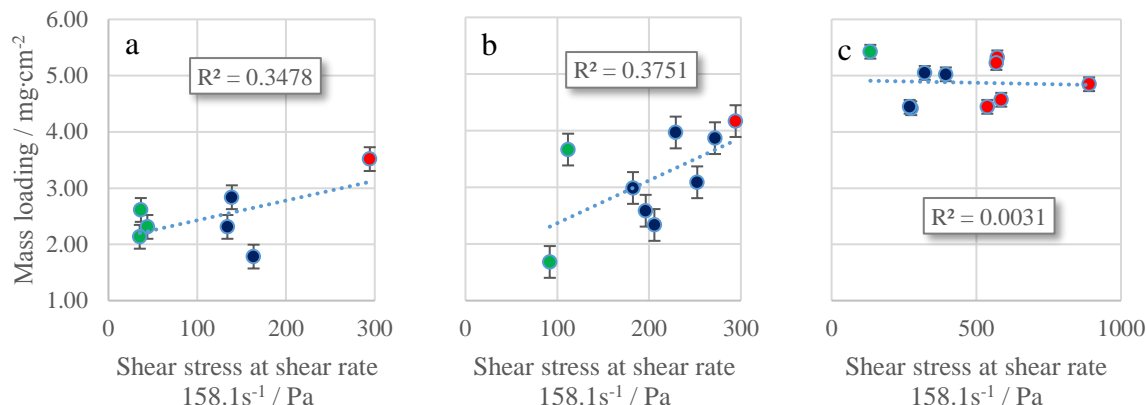 Mass loading / mg·cm⁻²
6.00
5.00
4.00
3.00
2.00
1.00
a
R² = 0.3478
0 100 200 300
Shear stress at shear rate
158.1s⁻¹ / Pa
b
R² = 0.3751
0 100 200 300
Shear stress at shear rate
158.1s⁻¹ / Pa
c
R² = 0.0031
0 500 1000
Shear stress at shear rate
158.1s⁻¹ / Pa